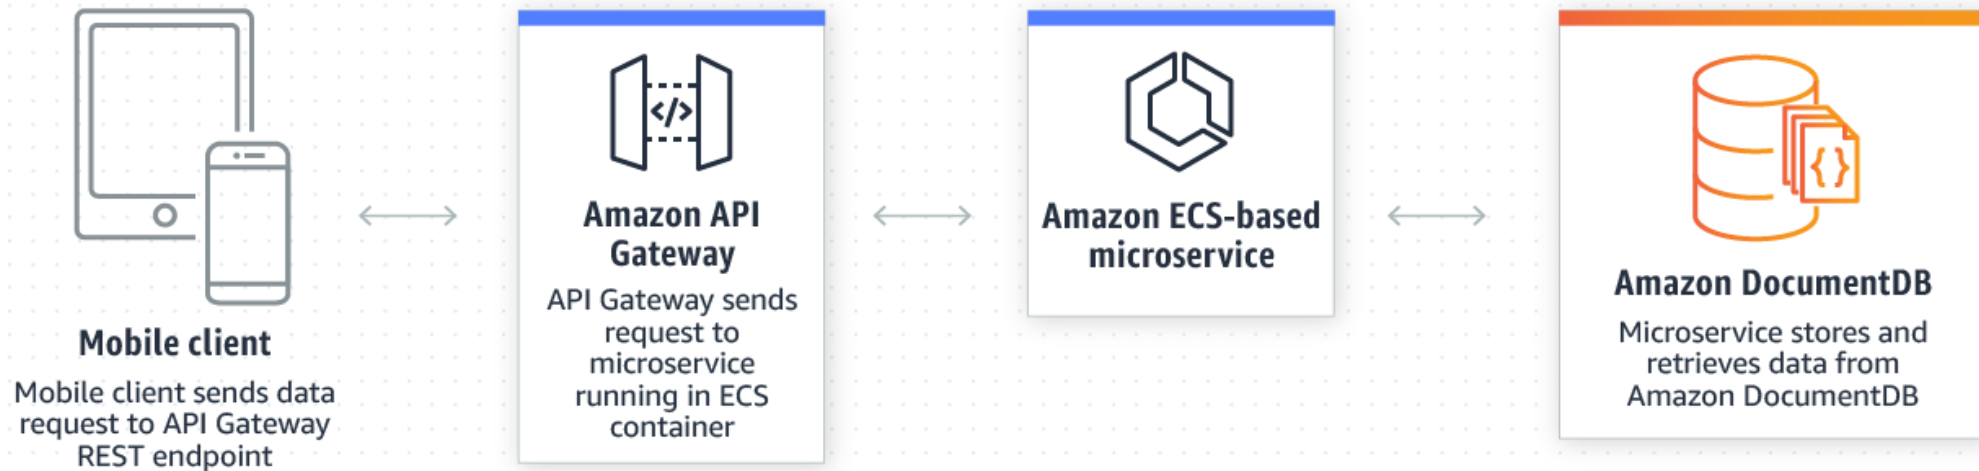 Mobile client
Mobile client sends data
request to API Gateway
REST endpoint
</>
Amazon API
Gateway
API Gateway sends
request to
microservice
running in ECS
container
Amazon ECS-based
microservice
{}
Amazon DocumentDB
Microservice stores and
retrieves data from
Amazon DocumentDB